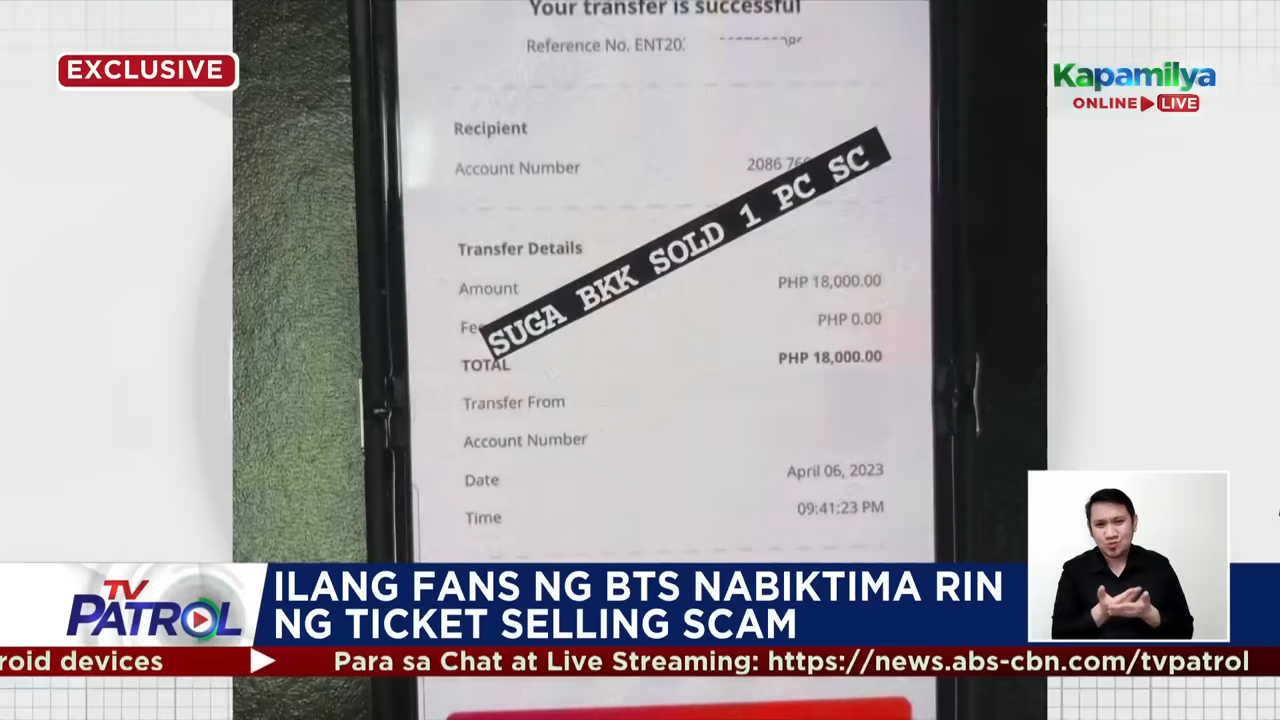 EXCLUSIVE
Kapamilya
ONLINE LIVE
Your transfer is successful
Reference No. ENT20
Recipient
Account Number 2086
SUGA BKK SOLD 1 PC SC
Transfer Details
Amount PHP 18,000.00
PHP 0.00
TOTAL PHP 18,000.00
Transfer From
Account Number
Date April 06, 2023
Time 09:41:23 PM
TV
PATROL
ILANG FANS NG BTS NABIKTIMA RIN
NG TICKET SELLING SCAM
roid devices Para sa Chat at Live Streaming: https://news.abs-cbn.com/tvpatrol